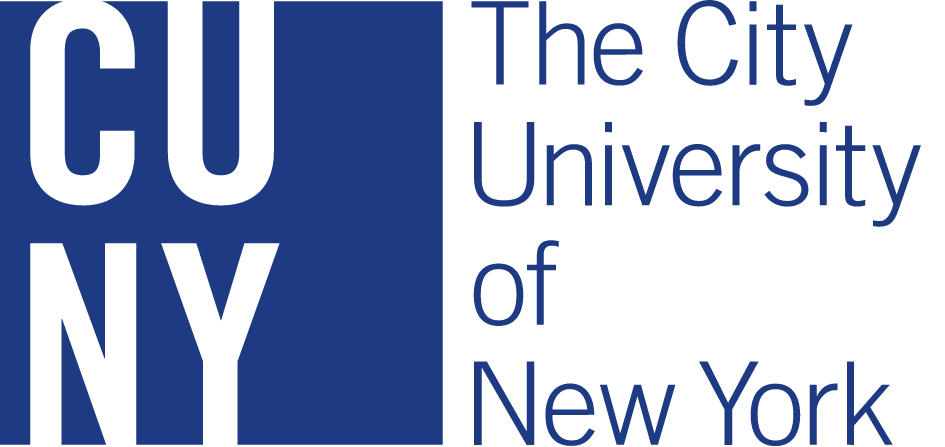 CU
NY
The City
University
of
New York